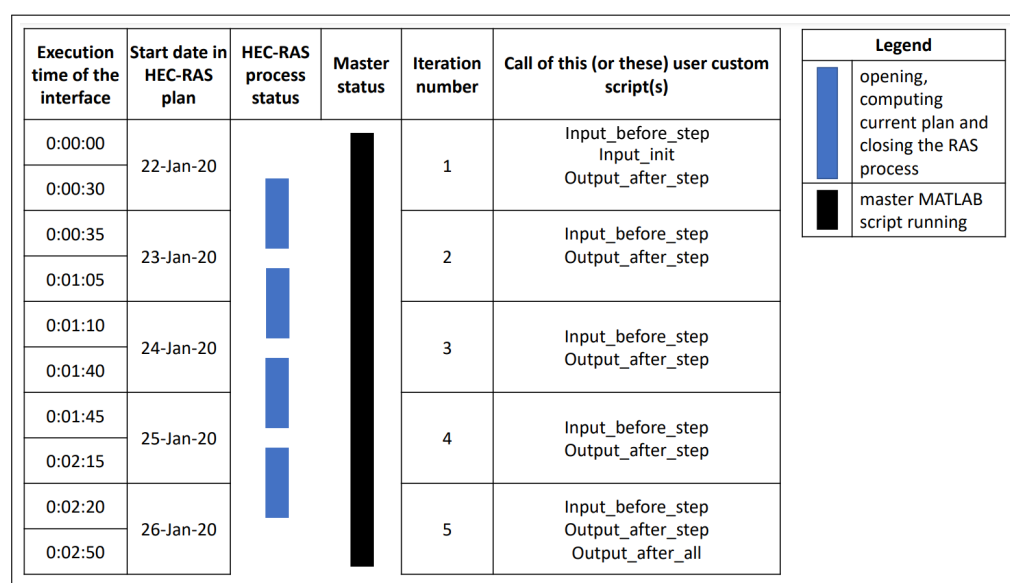 Execution
time of the
interface
Start date in
HEC-RAS
plan
HEC-RAS
process
status
Master
status
Iteration
number
Call of this (or these) user custom
script(s)
0:00:00
0:00:30
22-Jan-20
1
Input_before_step
Input_init
Output_after_step
0:00:35
0:01:05
23-Jan-20
2
Input_before_step
Output_after_step
0:01:10
0:01:40
24-Jan-20
3
Input_before_step
Output_after_step
0:01:45
0:02:15
25-Jan-20
4
Input_before_step
Output_after_step
0:02:20
0:02:50
26-Jan-20
5
Input_before_step
Output_after_step
Output_after_all
Legend
opening,
computing
current plan and
closing the RAS
process
master MATLAB
script running